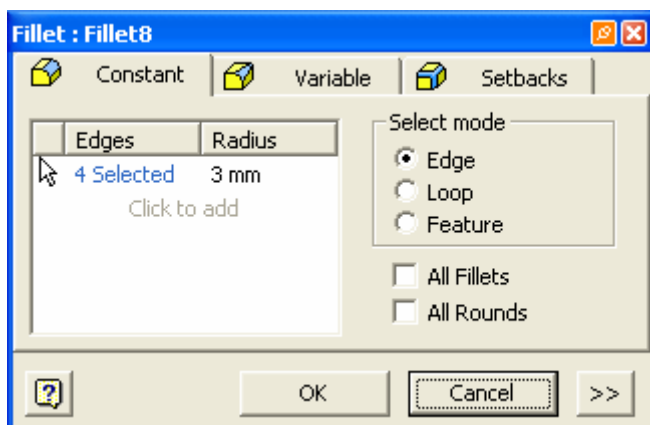 Fillet : Fillet8
Constant Variable Setbacks
Edges Radius
4 Selected 3 mm
Click to add
Select mode
Edge
Loop
Feature
All Fillets
All Rounds
? OK Cancel >>